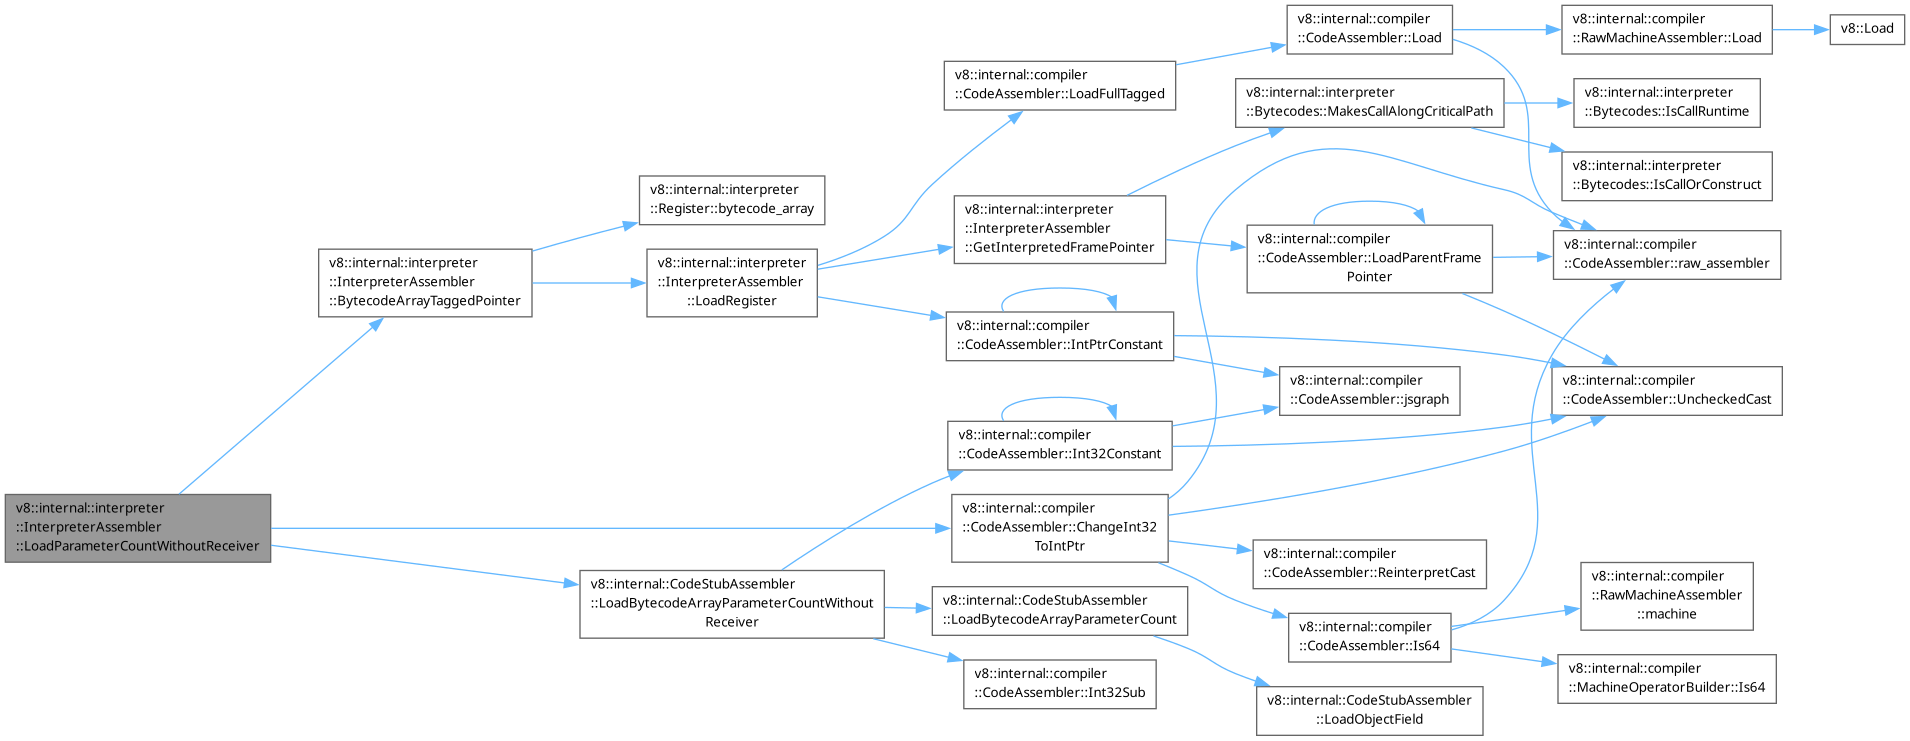 v8::internal::interpreter
::InterpreterAssembler
::LoadParameterCountWithoutReceiver
v8::internal::interpreter
::InterpreterAssembler
::BytecodeArrayTaggedPointer
v8::internal::interpreter
::Register::bytecode_array
v8::internal::interpreter
::InterpreterAssembler
::LoadRegister
v8::internal::compiler
::CodeAssembler::LoadFullTagged
v8::internal::compiler
::CodeAssembler::Load
v8::internal::compiler
::RawMachineAssembler::Load
v8::Load
v8::internal::compiler
::CodeAssembler::raw_assembler
v8::internal::interpreter
::InterpreterAssembler
::GetInterpretedFramePointer
v8::internal::interpreter
::Bytecodes::MakesCallAlongCriticalPath
v8::internal::interpreter
::Bytecodes::IsCallRuntime
v8::internal::interpreter
::Bytecodes::IsCallOrConstruct
v8::internal::compiler
::CodeAssembler::LoadParentFrame
Pointer
v8::internal::compiler
::CodeAssembler::UncheckedCast
v8::internal::compiler
::CodeAssembler::IntPtrConstant
v8::internal::compiler
::CodeAssembler::jsgraph
v8::internal::compiler
::CodeAssembler::Int32Constant
v8::internal::compiler
::CodeAssembler::ChangeInt32
ToIntPtr
v8::internal::compiler
::CodeAssembler::ReinterpretCast
v8::internal::compiler
::CodeAssembler::Is64
v8::internal::compiler
::RawMachineAssembler
::machine
v8::internal::compiler
::MachineOperatorBuilder::Is64
v8::internal::CodeStubAssembler
::LoadBytecodeArrayParameterCountWithout
Receiver
v8::internal::CodeStubAssembler
::LoadBytecodeArrayParameterCount
v8::internal::CodeStubAssembler
::LoadObjectField
v8::internal::compiler
::CodeAssembler::Int32Sub